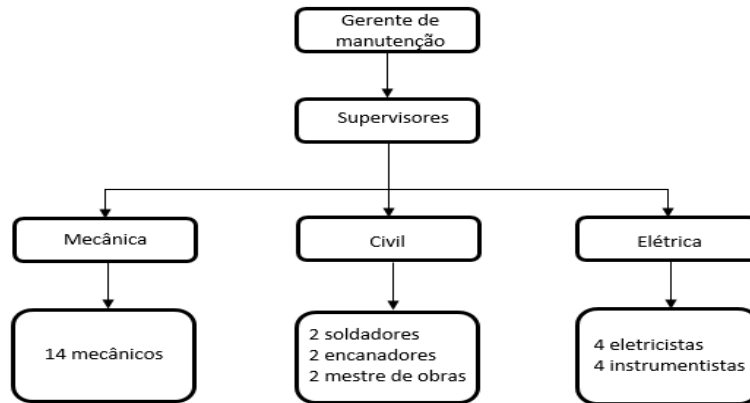 Gerente de
manutenção
Supervisores
Mecânica
Civil
Elétrica
14 mecânicos
2 soldadores
2 encanadores
2 mestre de obras
4 eletricistas
4 instrumentistas